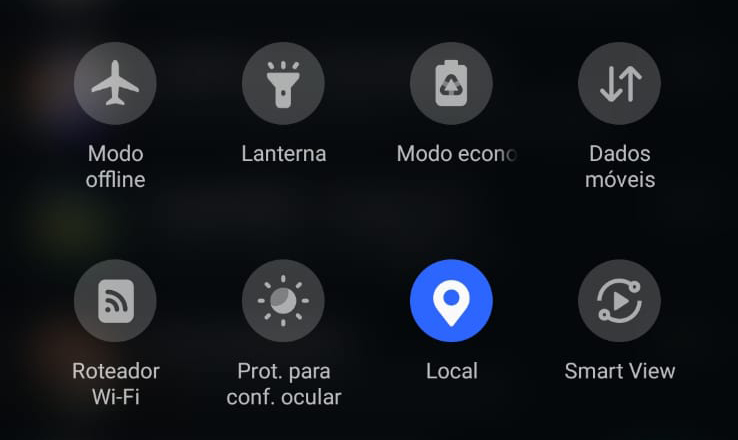 Modo
offline
Lanterna
Modo econo
Dados
móveis
Roteador
Wi-Fi
Prot. para
conf. ocular
Local
Smart View